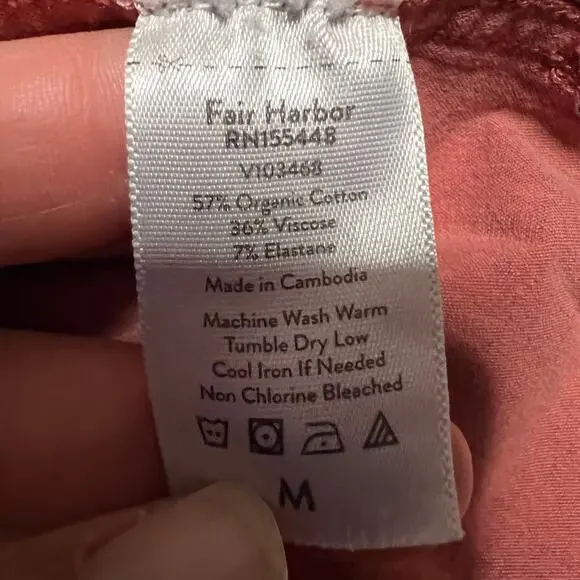 Fair Harbor
RN155448
V103468
57% Organic Cotton
36% Viscose
7% Elastane
Made in Cambodia
Machine Wash Warm
Tumble Dry Low
Cool Iron If Needed
Non Chlorine Bleached
M